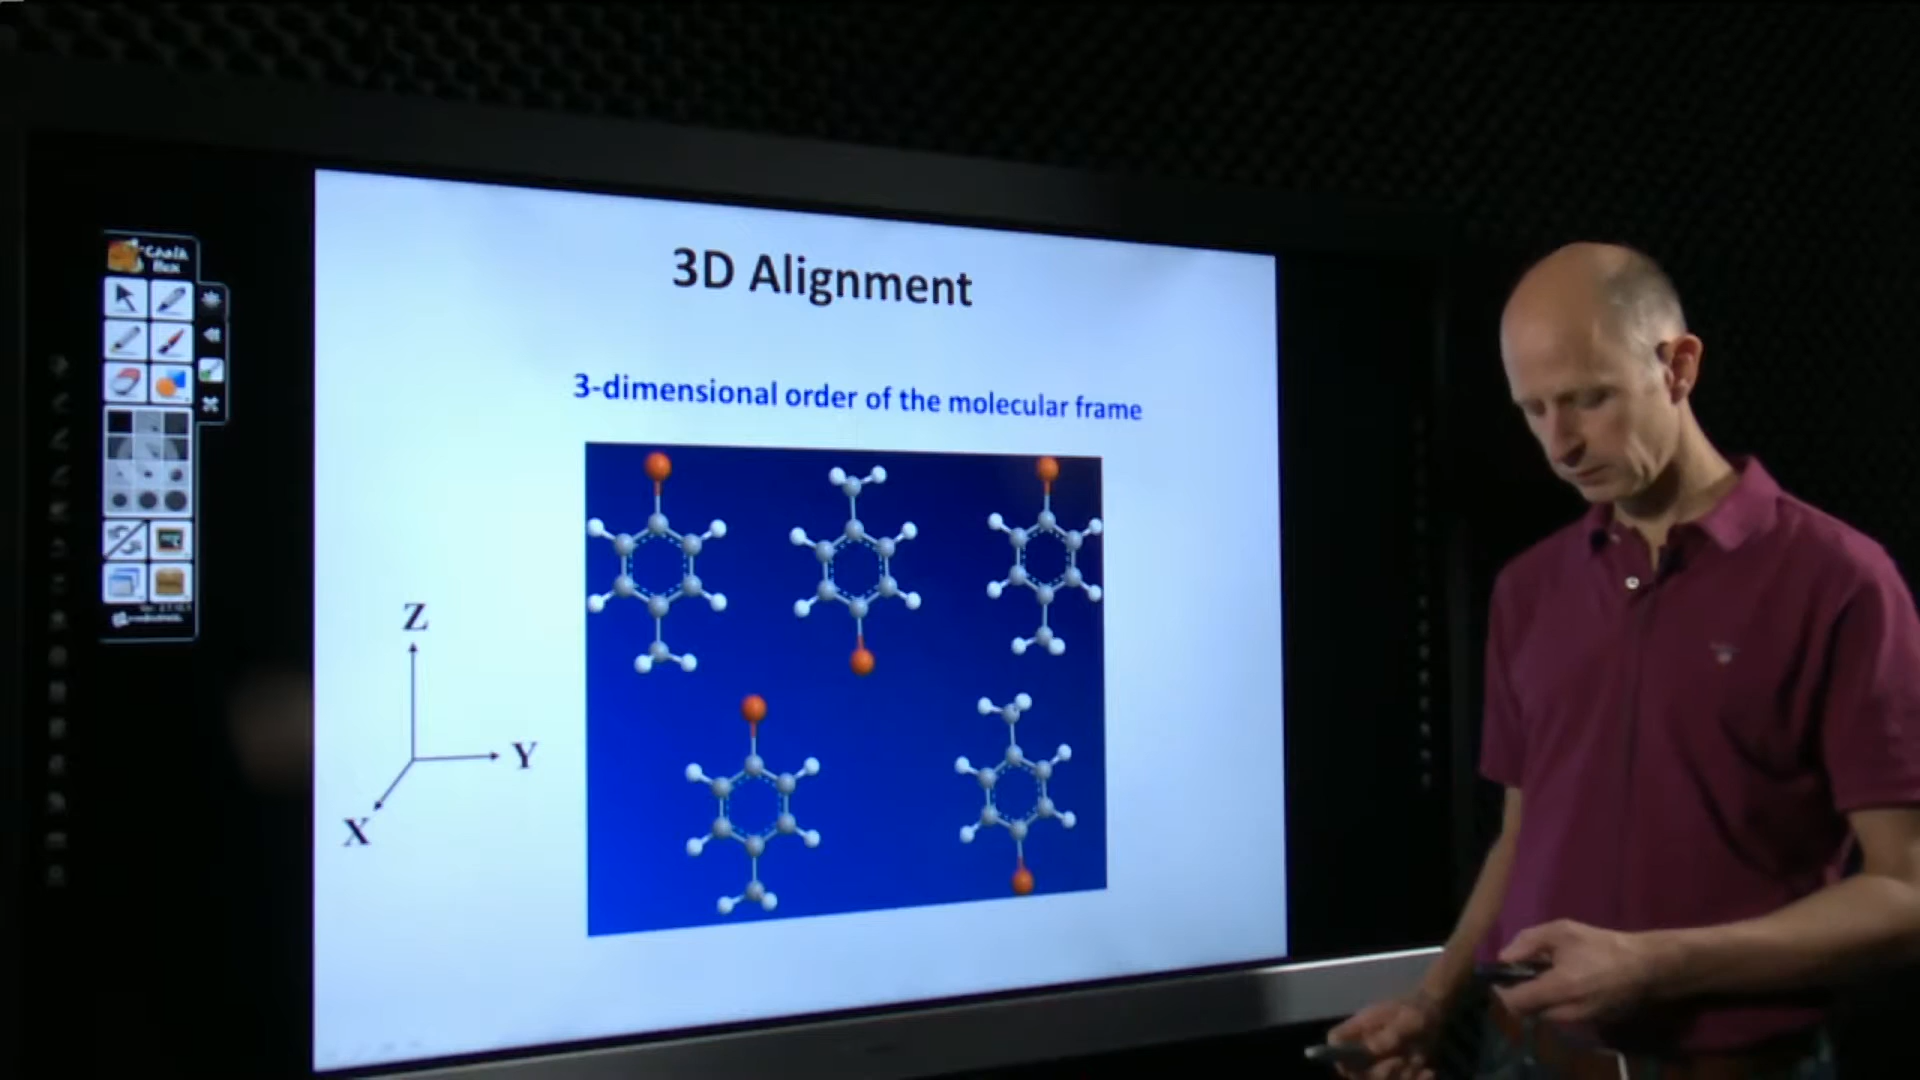 3D Alignment
3-dimensional order of the molecular frame
Z
Y
X